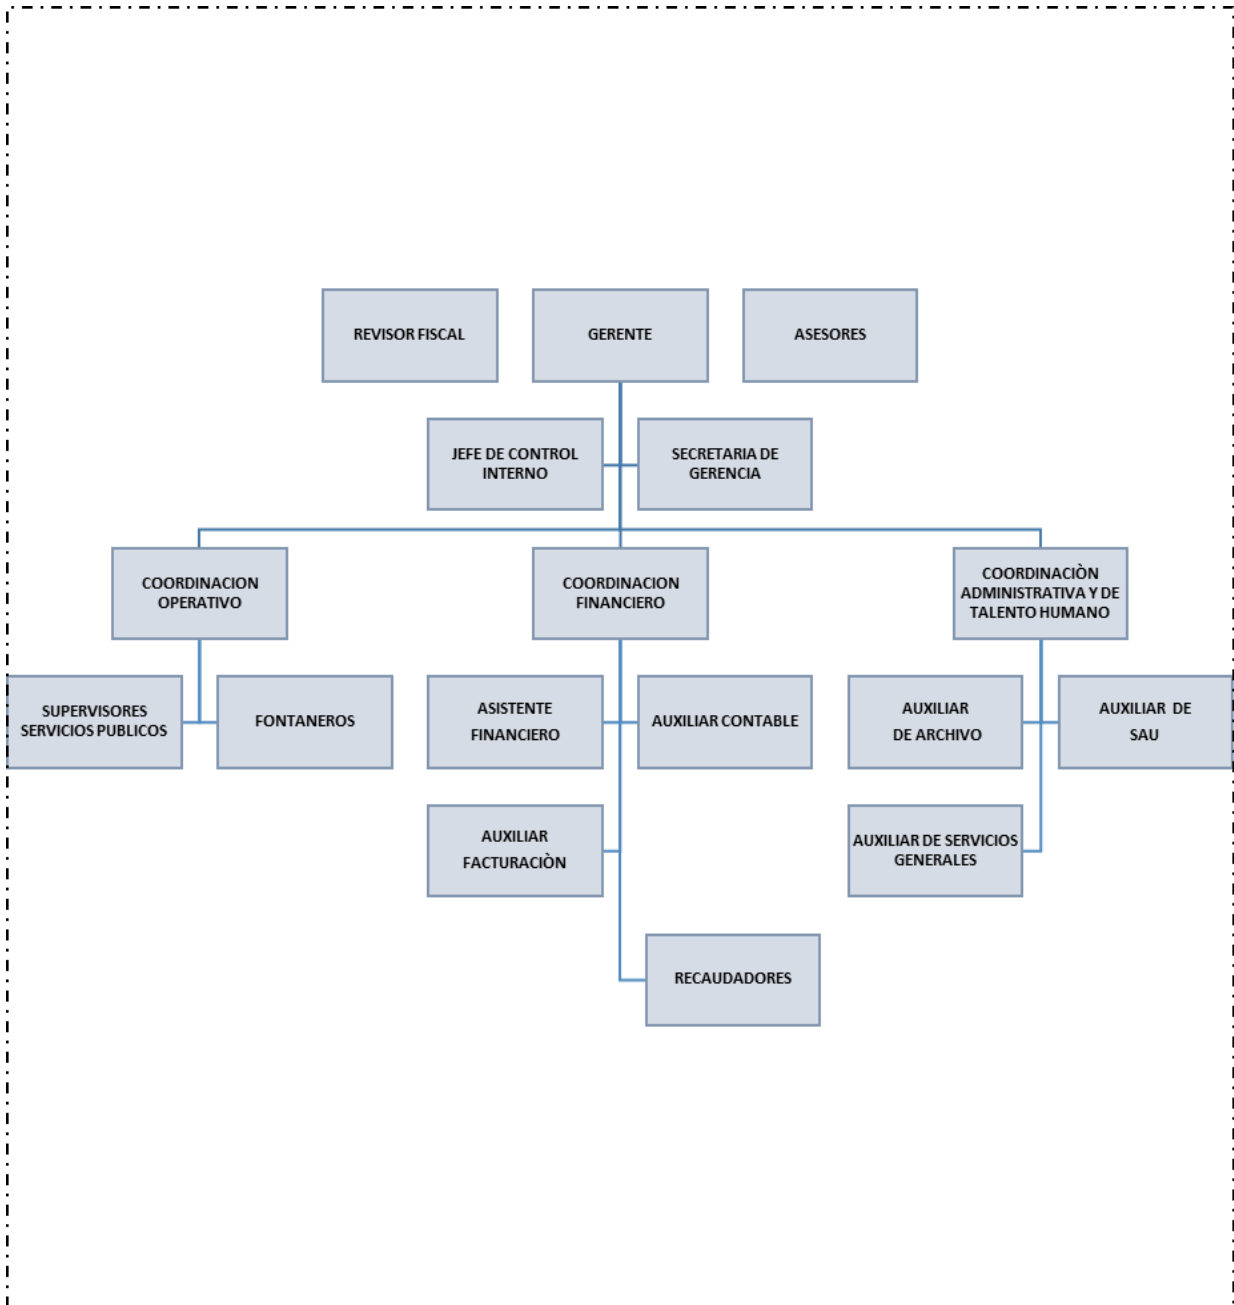 REVISOR FISCAL
GERENTE
ASESORES
JEFE DE CONTROL
INTERNO
SECRETARIA DE
GERENCIA
COORDINACION
OPERATIVO
COORDINACION
FINANCIERO
COORDINACIÒN
ADMINISTRATIVA Y DE
TALENTO HUMANO
SUPERVISORES
SERVICIOS PUBLICOS
FONTANEROS
ASISTENTE
FINANCIERO
AUXILIAR CONTABLE
AUXILIAR
DE ARCHIVO
AUXILIAR DE
SAU
AUXILIAR
FACTURACIÒN
AUXILIAR DE SERVICIOS
GENERALES
RECAUDADORES